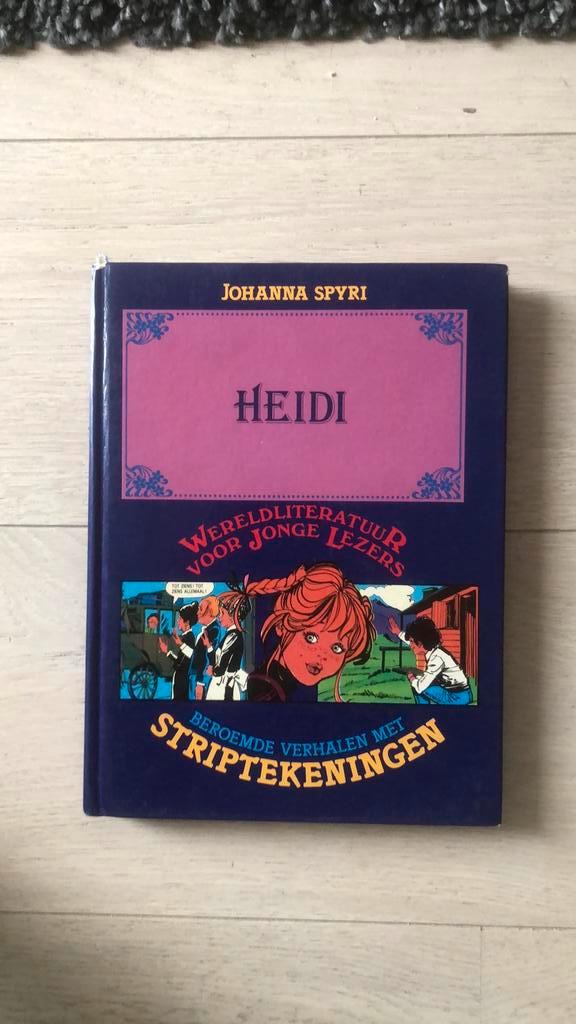 JOHANNA SPYRI
HEIDI
WERELDLITERATUUR
VOOR JONGE LEZERS
TOT ZIENS! TOT
ZIENS ALLEMAAL!
BEROEMDE VERHALEN MET
STRIPTEKENINGEN